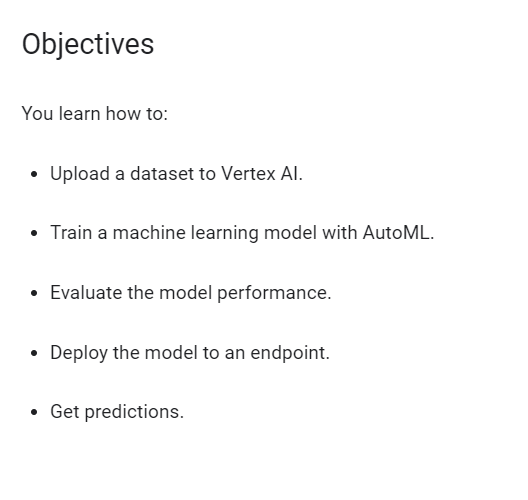 Objectives
You learn how to:
• Upload a dataset to Vertex AI.
• Train a machine learning model with AutoML.
• Evaluate the model performance.
• Deploy the model to an endpoint.
• Get predictions.